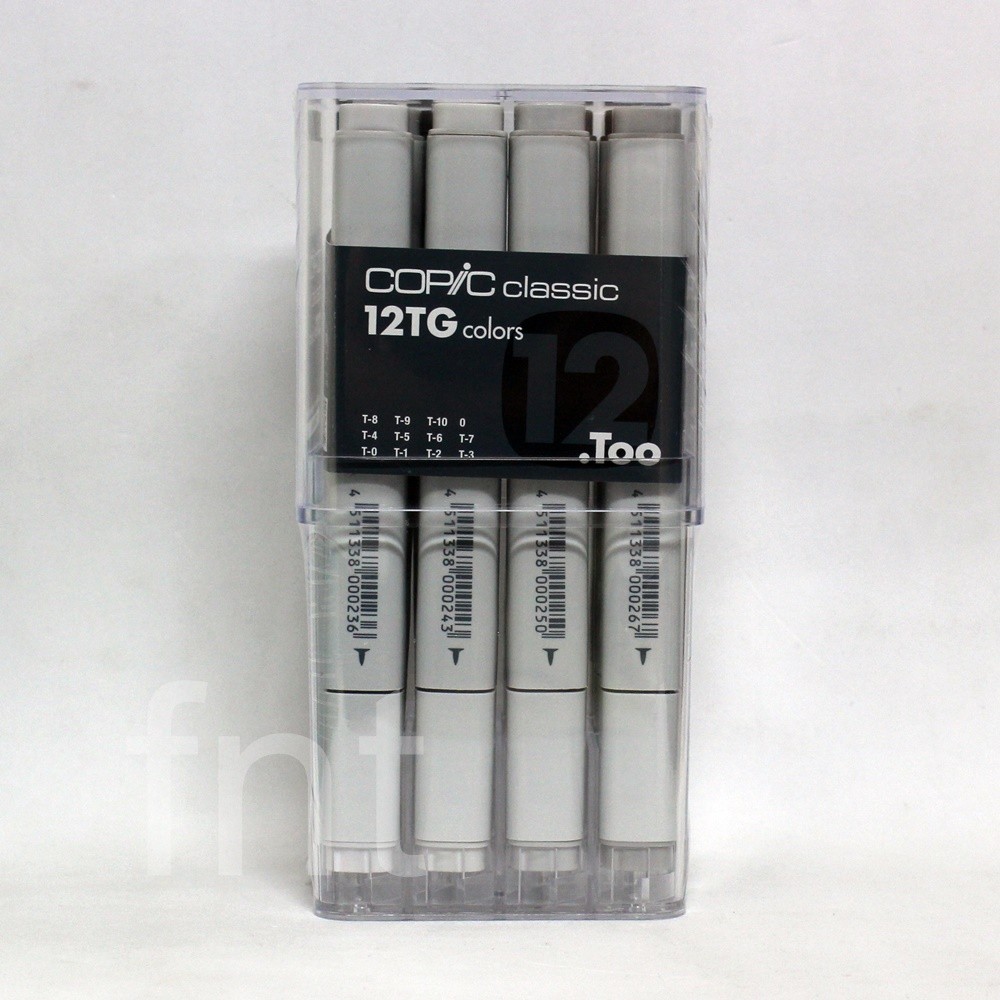 COPIC classic
12TG colors
12
T-8 T-9 T-10 0
T-4 T-5 T-6 T-7
T-0 T-1 T-2 T-3
.Too
4 511338 000236
4 511338 000243
4 511338 000250
4 511338 000267
fnt